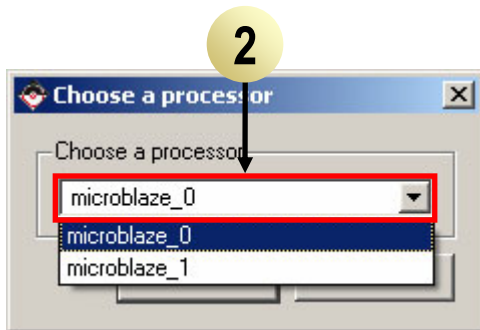 2
Choose a processor
Choose a processor
microblaze_0
microblaze_0
microblaze_1